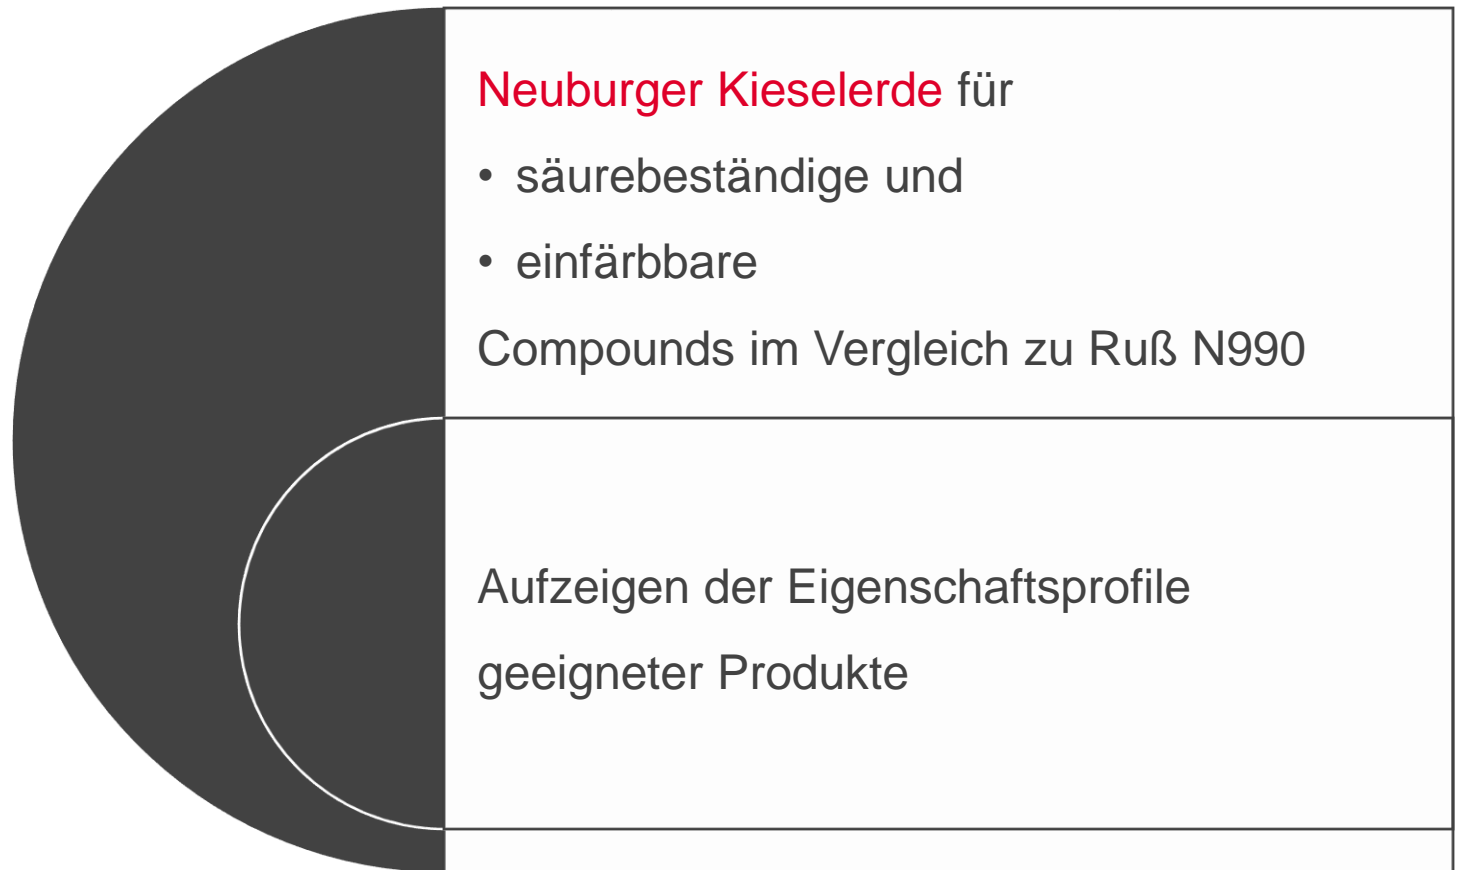 Neuburger Kieselerde für
• säurebeständige und
• einfärbbare
Compounds im Vergleich zu Ruß N990
Aufzeigen der Eigenschaftsprofile
geeigneter Produkte